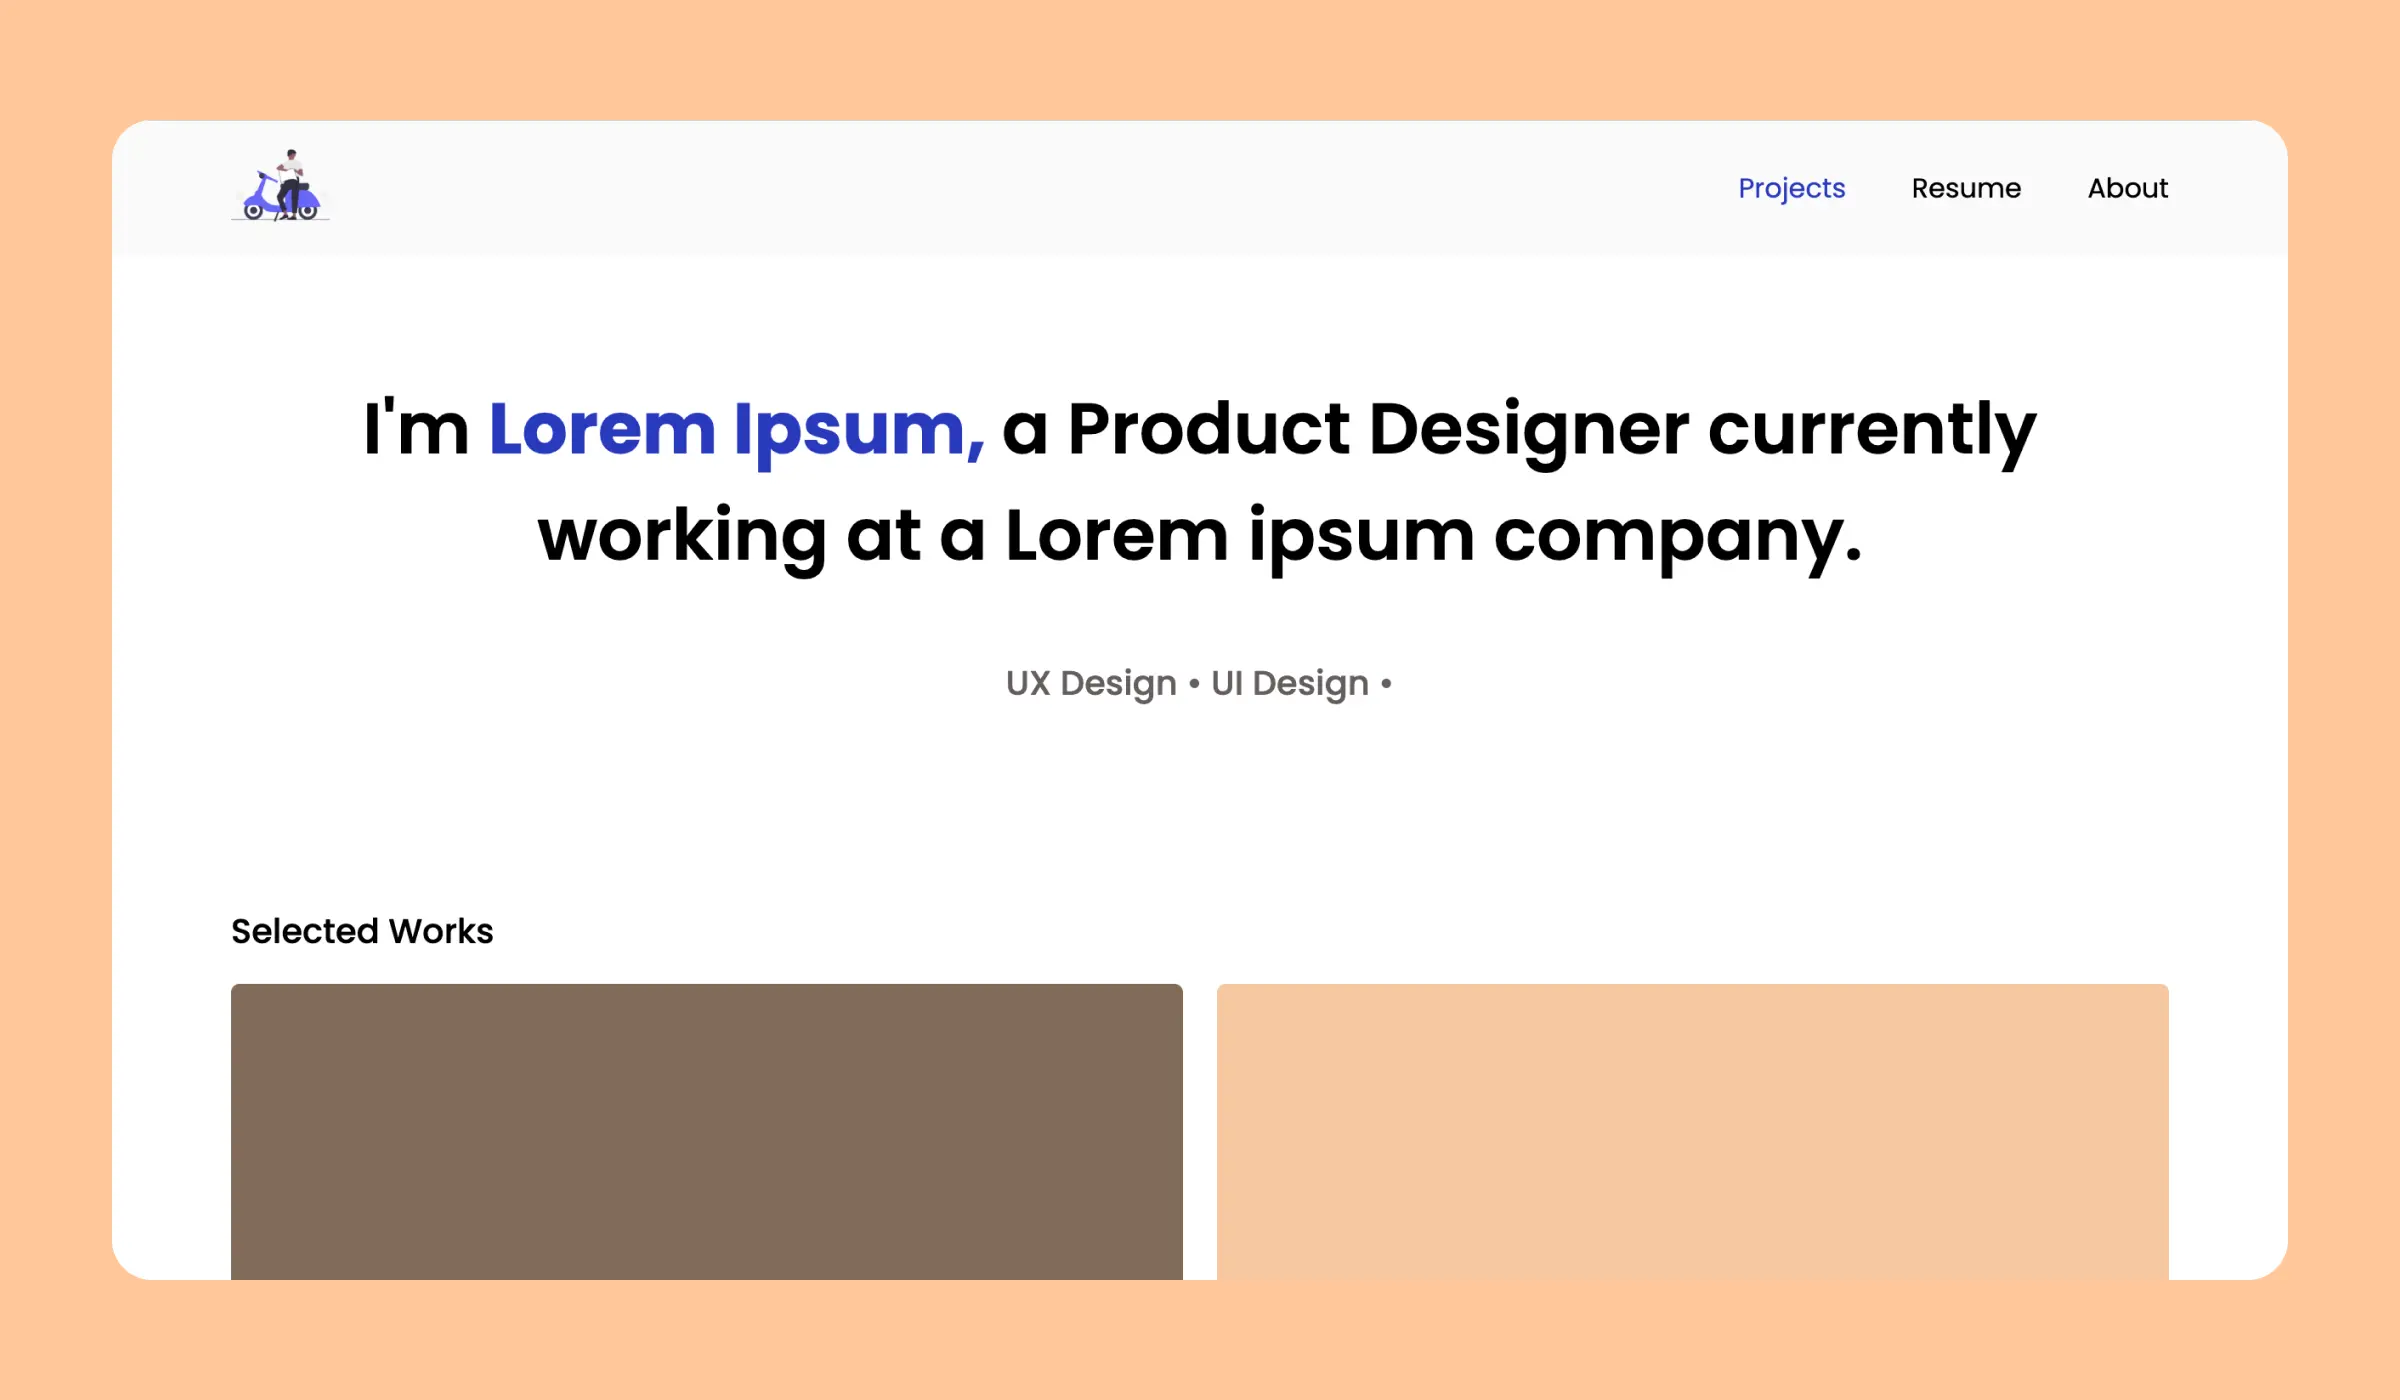 Projects Resume About
I'm Lorem Ipsum, a Product Designer currently
working at a Lorem ipsum company.
UX Design • UI Design •
Selected Works